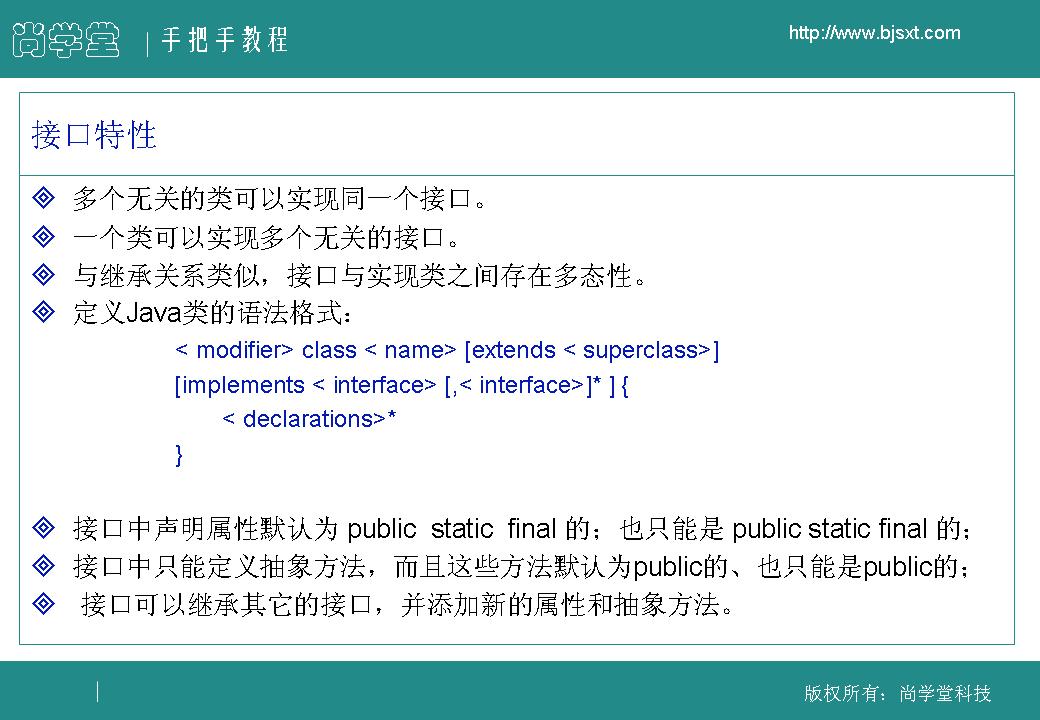 尚学堂
手把手教程
http://www.bjsxt.com
接口特性
多个无关的类可以实现同一个接口。
一个类可以实现多个无关的接口。
与继承关系类似，接口与实现类之间存在多态性。
定义Java类的语法格式：
< modifier> class < name> [extends < superclass>]
[implements < interface> [,< interface>]* ] {
< declarations>*
}
接口中声明属性默认为 public static final 的；也只能是 public static final 的；
接口中只能定义抽象方法，而且这些方法默认为public的、也只能是public的；
接口可以继承其它的接口，并添加新的属性和抽象方法。
版权所有：尚学堂科技